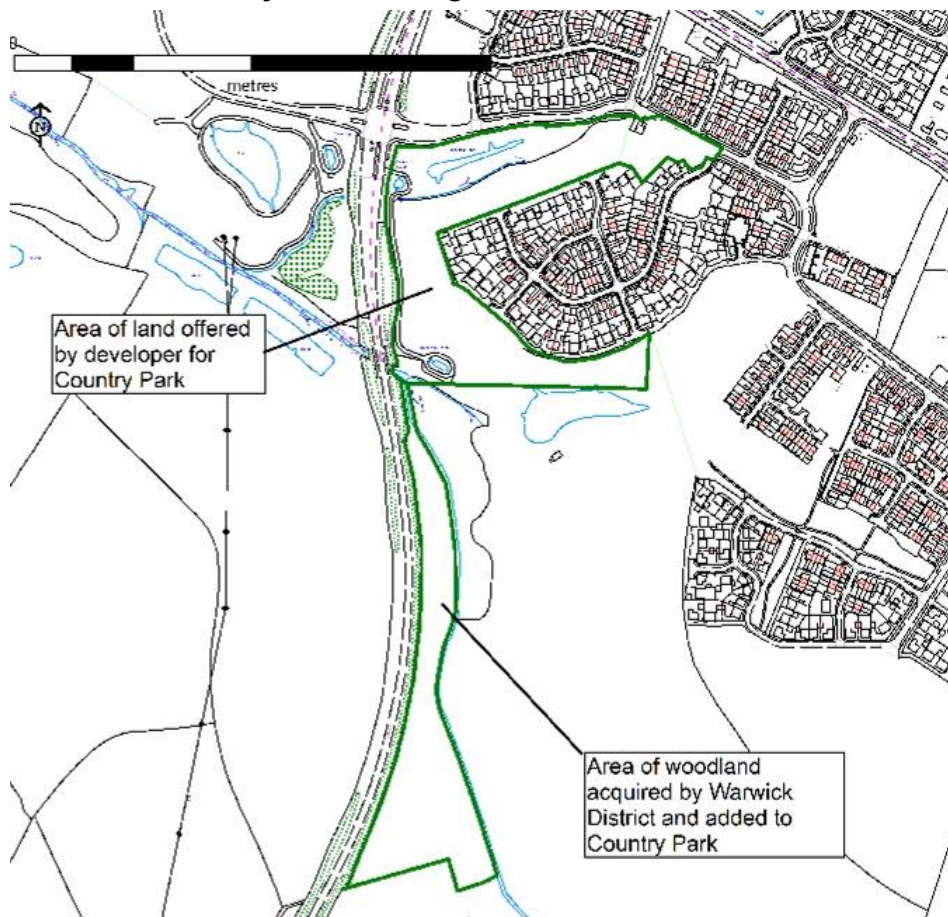 metres
N
Area of land offered
by developer for
Country Park
Area of woodland
acquired by Warwick
District and added to
Country Park